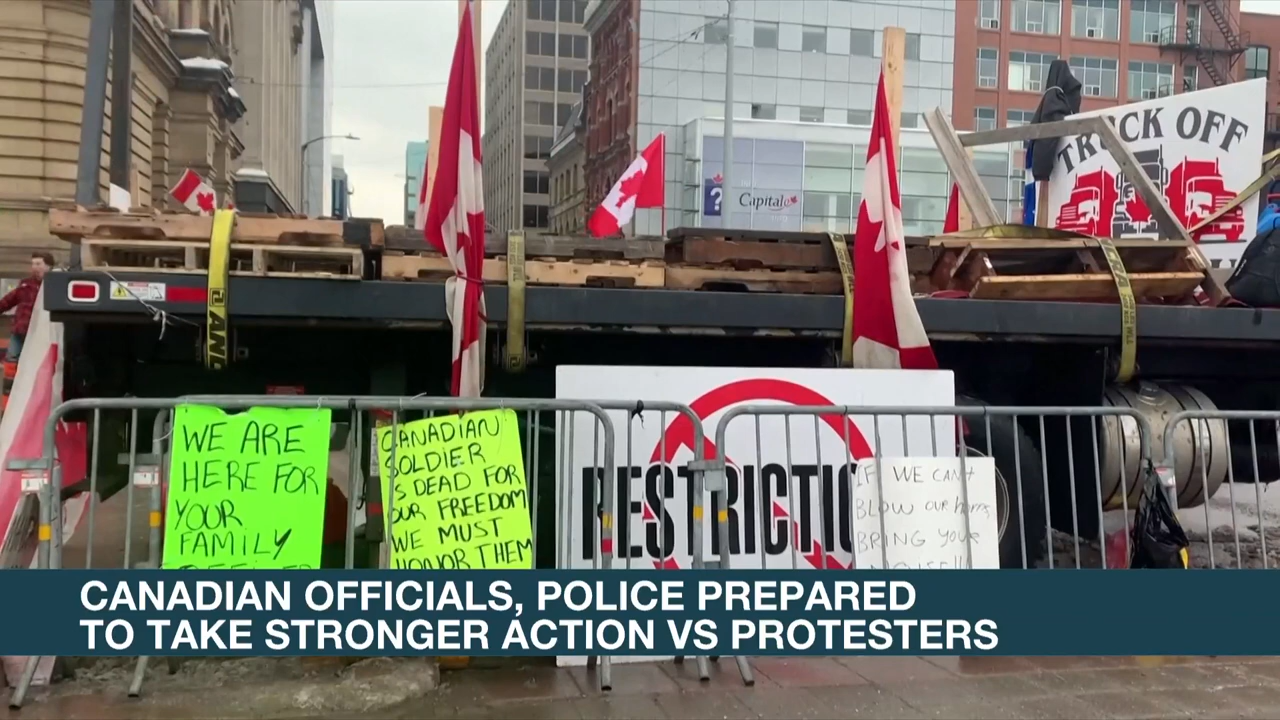 TRUCK OFF
?
Capitale
LAND
WE ARE
HERE FOR
YOUR
FAMILY
CANADIAN
SOLDIER
IS DEAD FOR
OUR FREEDOM
WE MUST
HONOR THEM
RESTRICTIO
IF WE CAN'T
BLOW OUR HORNS
BRING YOUR
CANADIAN OFFICIALS, POLICE PREPARED
TO TAKE STRONGER ACTION VS PROTESTERS